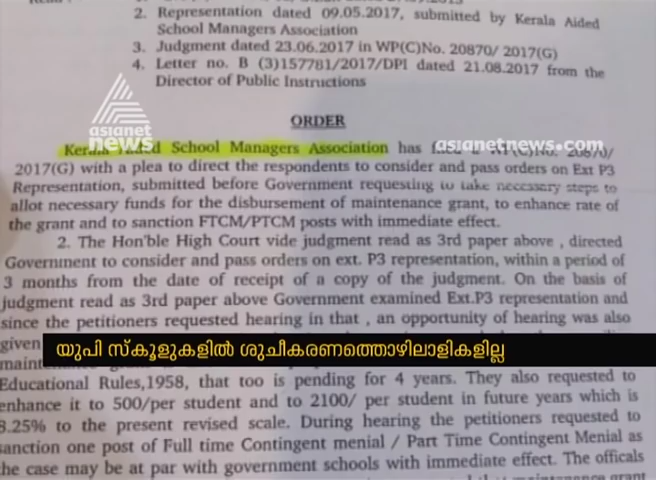 2. Representation dated 09.05.2017, submitted by Kerala Aided
School Managers Association
3. Judgment dated 23.06.2017 in WP(C)No. 20870/ 2017(G)
4. Letter no. B (3)157781/2017/DPI dated 21.08.2017 from the
Director of Public Instructions
ORDER
asianet
news
asianetnews.com
Kerala Aided School Managers Association has WP(C)No. 20870/
2017(G) with a plea to direct the respondents to consider and pass orders on Ext P3
Representation, submitted before Government requesting to take necessary steps to
allot necessary funds for the disbursement of maintenance grant, to enhance rate of
the grant and to sanction FTCM/PTCM posts with immediate effect.
2. The Hon'ble High Court vide judgment read as 3rd paper above , directed
Government to consider and pass orders on ext. P3 representation, within a period of
3 months from the date of receipt of a copy of the judgment. On the basis of
judgment read as 3rd paper above Government examined Ext.P3 representation and
since the petitioners requested hearing in that , an opportunity of hearing was also
given
യുപി സ്കൂളുകളിൽ ശുചീകരണത്തൊഴിലാളികളില്ല
Educational Rules,1958, that too is pending for 4 years. They also requested to
enhance it to 500/per student and to 2100/ per student in future years which is
8.25% to the present revised scale. During hearing the petitioners requested to
sanction one post of Full time Contingent menial / Part Time Contingent Menial as
the case may be at par with government schools with immediate effect. The officals